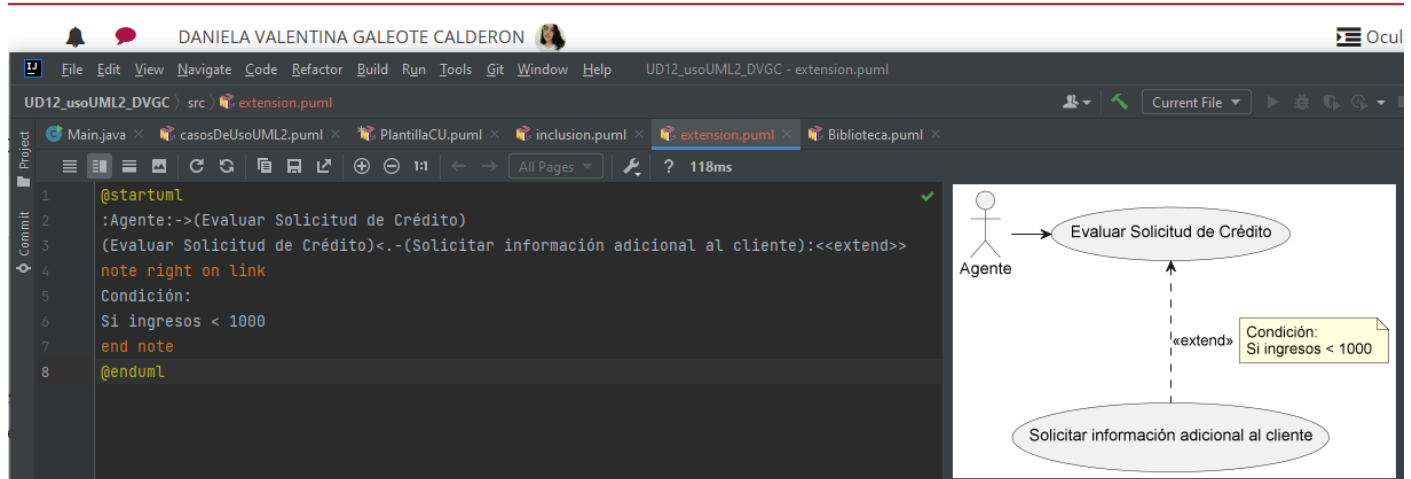 DANIELA VALENTINA GALEOTE CALDERON
Ocul
IJ File Edit View Navigate Code Refactor Build Run Tools Git Window Help UD12_usoUML2_DVGC - extension.puml
UD12_usoUML2_DVGC src extension.puml
Current File
Main.java casosDeUsoUML2.puml PlantillaCU.puml inclusion.puml extension.puml Biblioteca.puml
1:1 All Pages ? 118ms
Project
Commit
1 @startuml
2 :Agente:->(Evaluar Solicitud de Crédito)
3 (Evaluar Solicitud de Crédito)<.-(Solicitar información adicional al cliente):<<extend>>
4 note right on link
5 Condición:
6 Si ingresos < 1000
7 end note
8 @enduml
Evaluar Solicitud de Crédito
Agente
«extend»
Condición:
Si ingresos < 1000
Solicitar información adicional al cliente